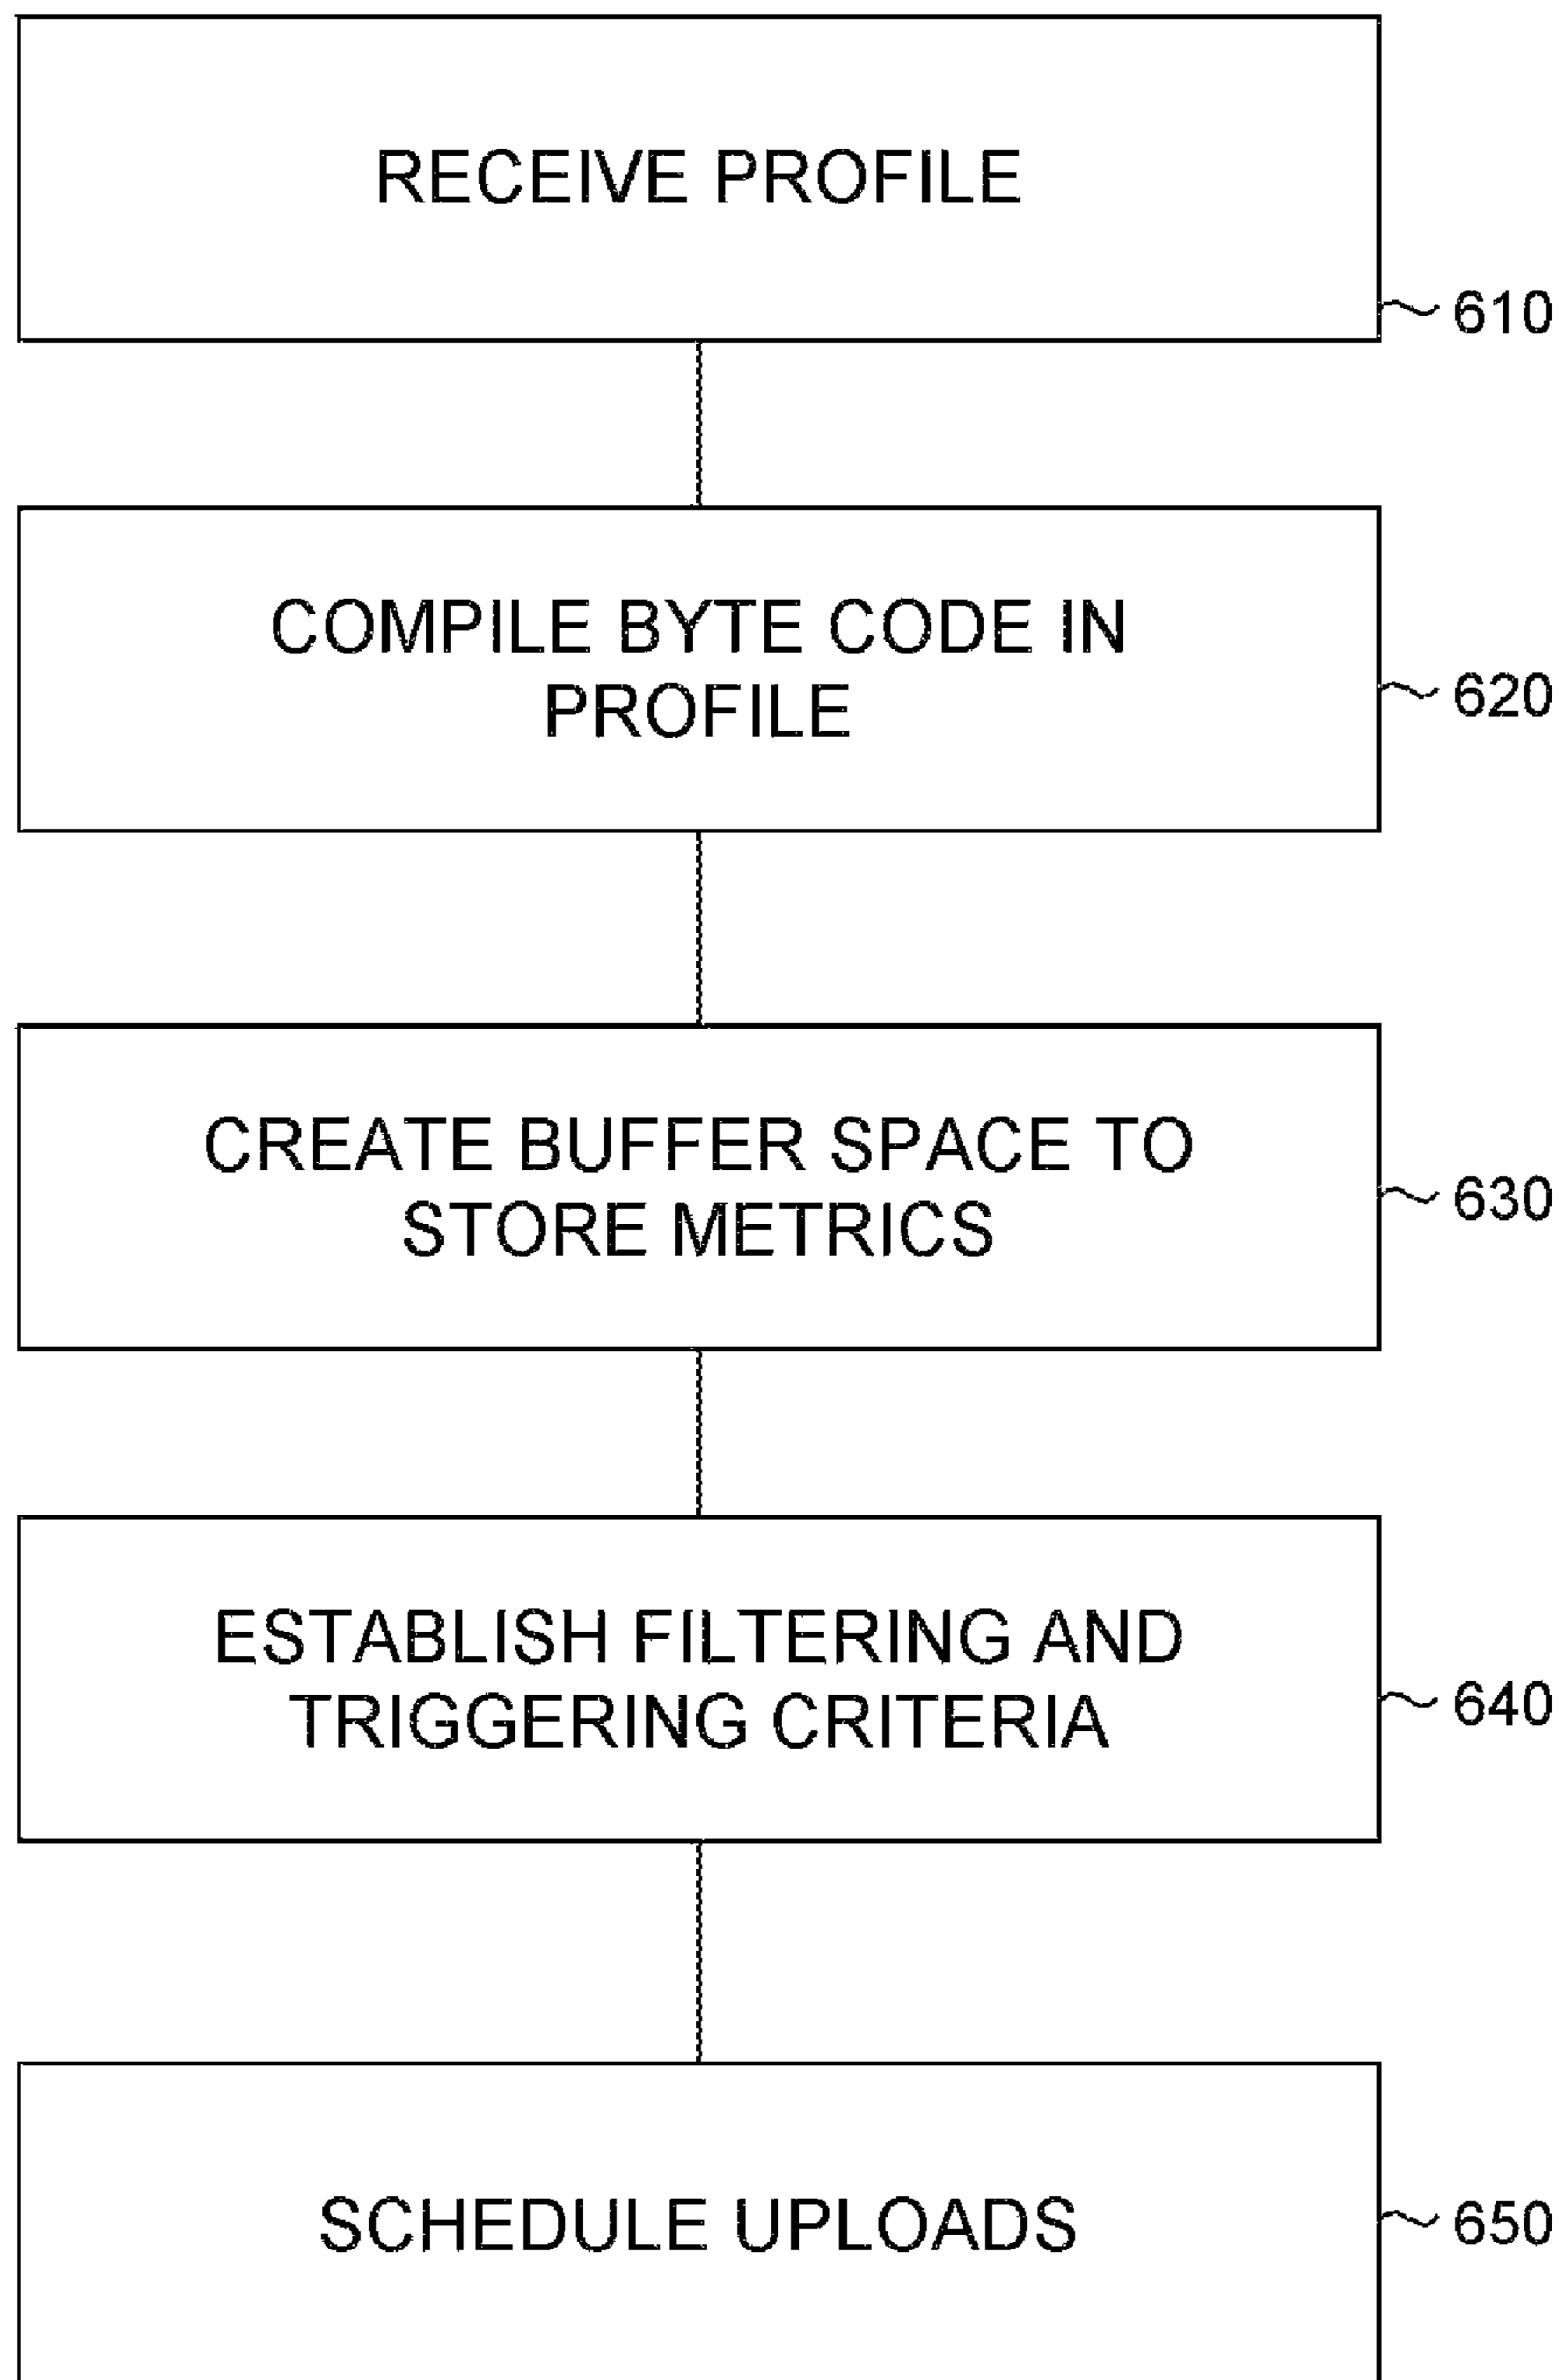 RECEIVE PROFILE
610
COMPILE BYTE CODE IN
PROFILE
620
CREATE BUFFER SPACE TO
STORE METRICS
630
ESTABLISH FILTERING AND
TRIGGERING CRITERIA
640
SCHEDULE UPLOADS
650